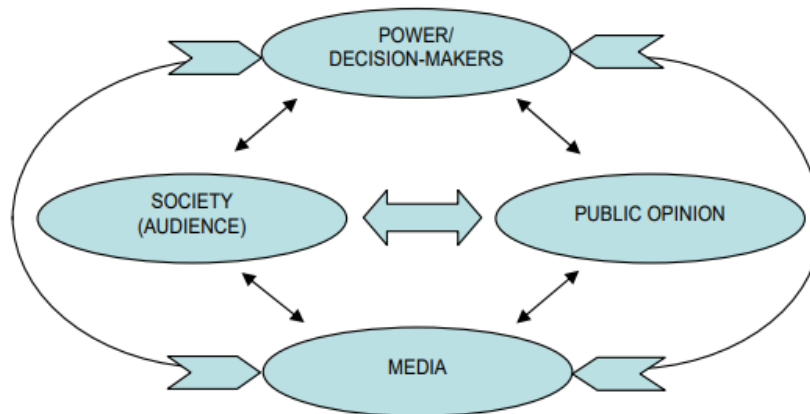 POWER/
DECISION-MAKERS
SOCIETY
(AUDIENCE)
PUBLIC OPINION
MEDIA